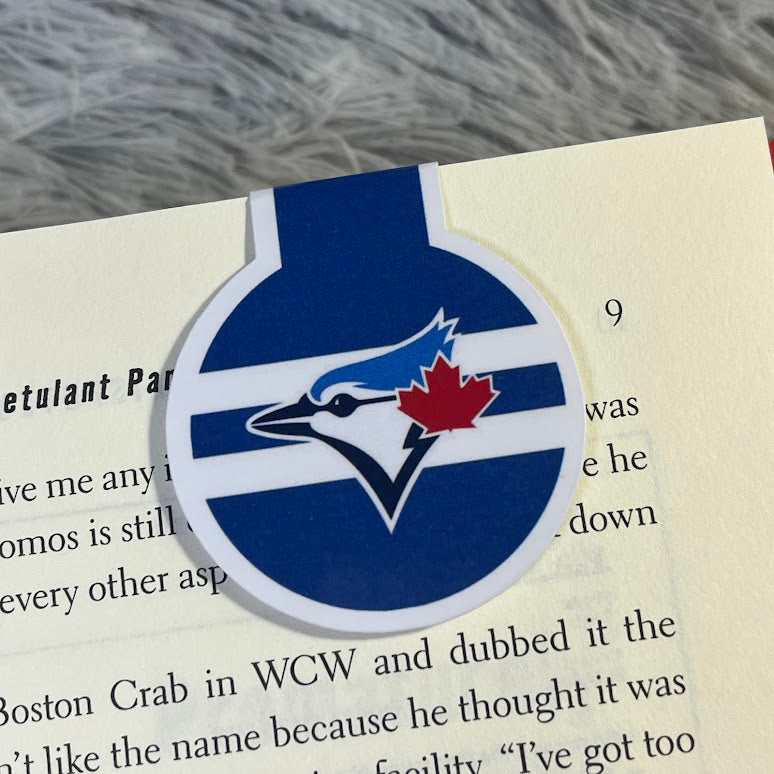 9
etulant Par
was
ive me any i
e he
omos is still
down
every other asp
Boston Crab in WCW and dubbed it the
n't like the name because he thought it was
facility. "I've got too